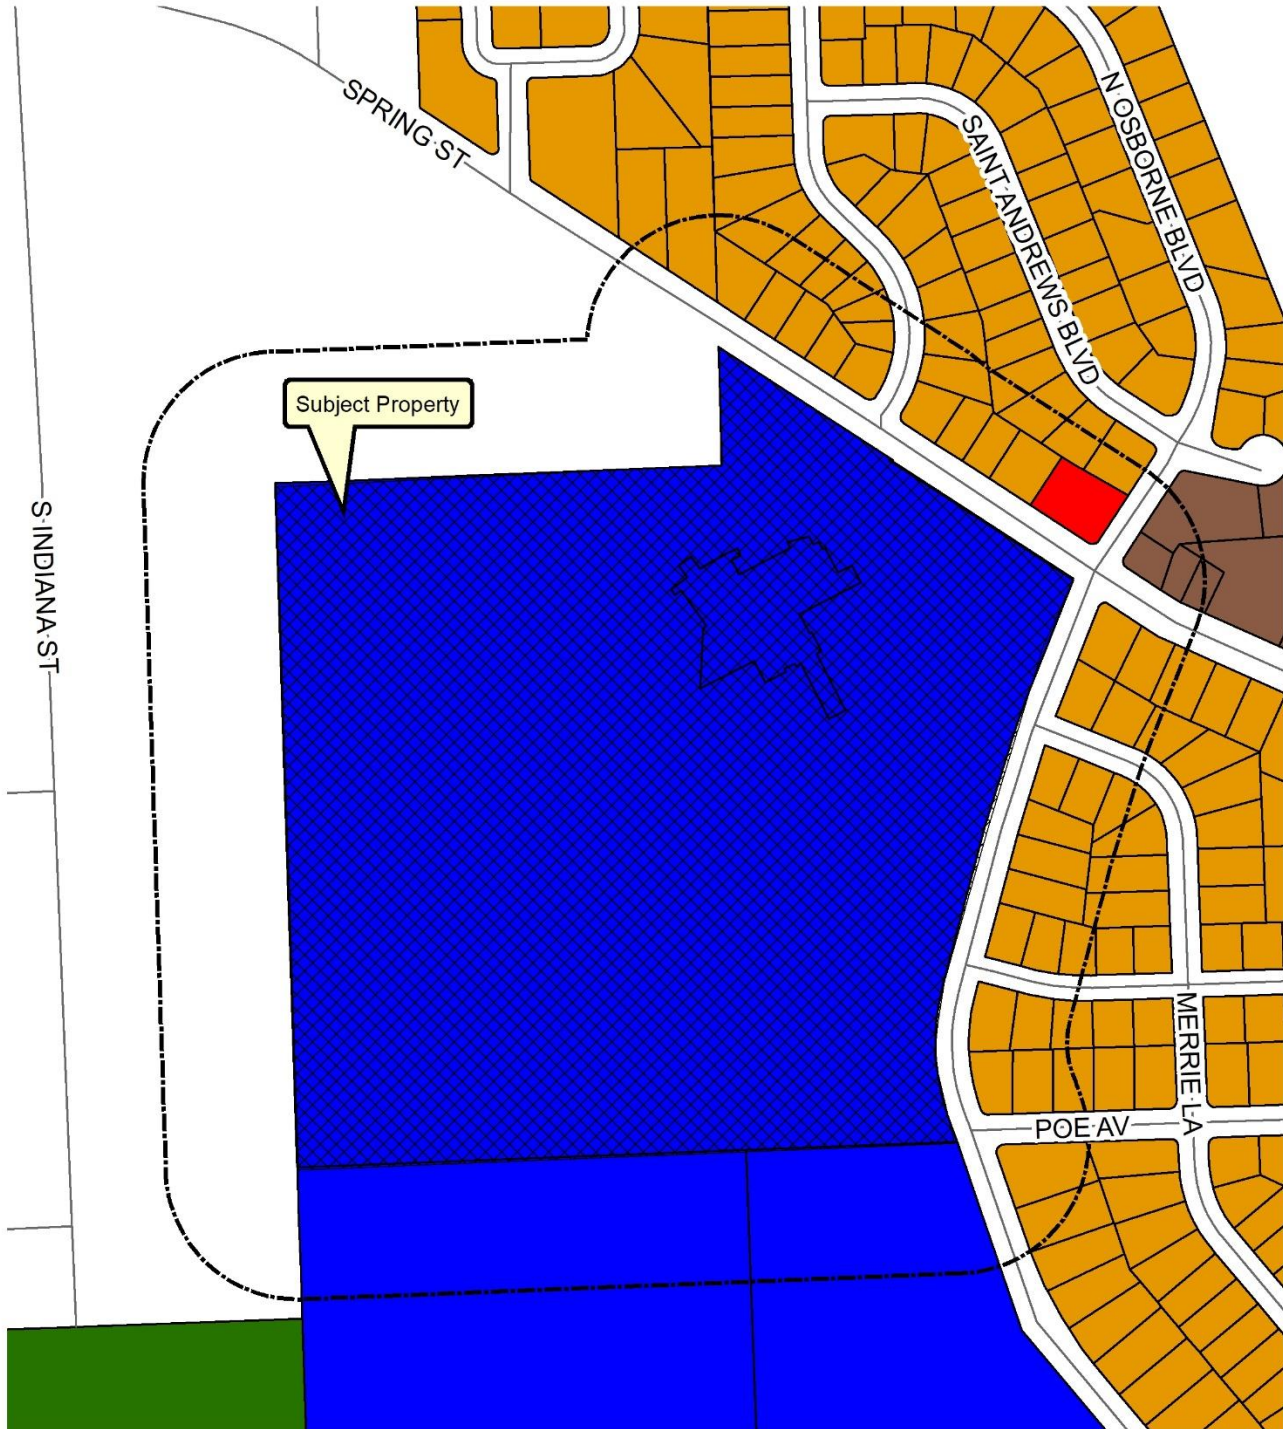 SPRING ST
SAINT ANDREWS BLVD
N OSBORNE BLVD
Subject Property
S INDIANA ST
MERRIE LA
POE AV